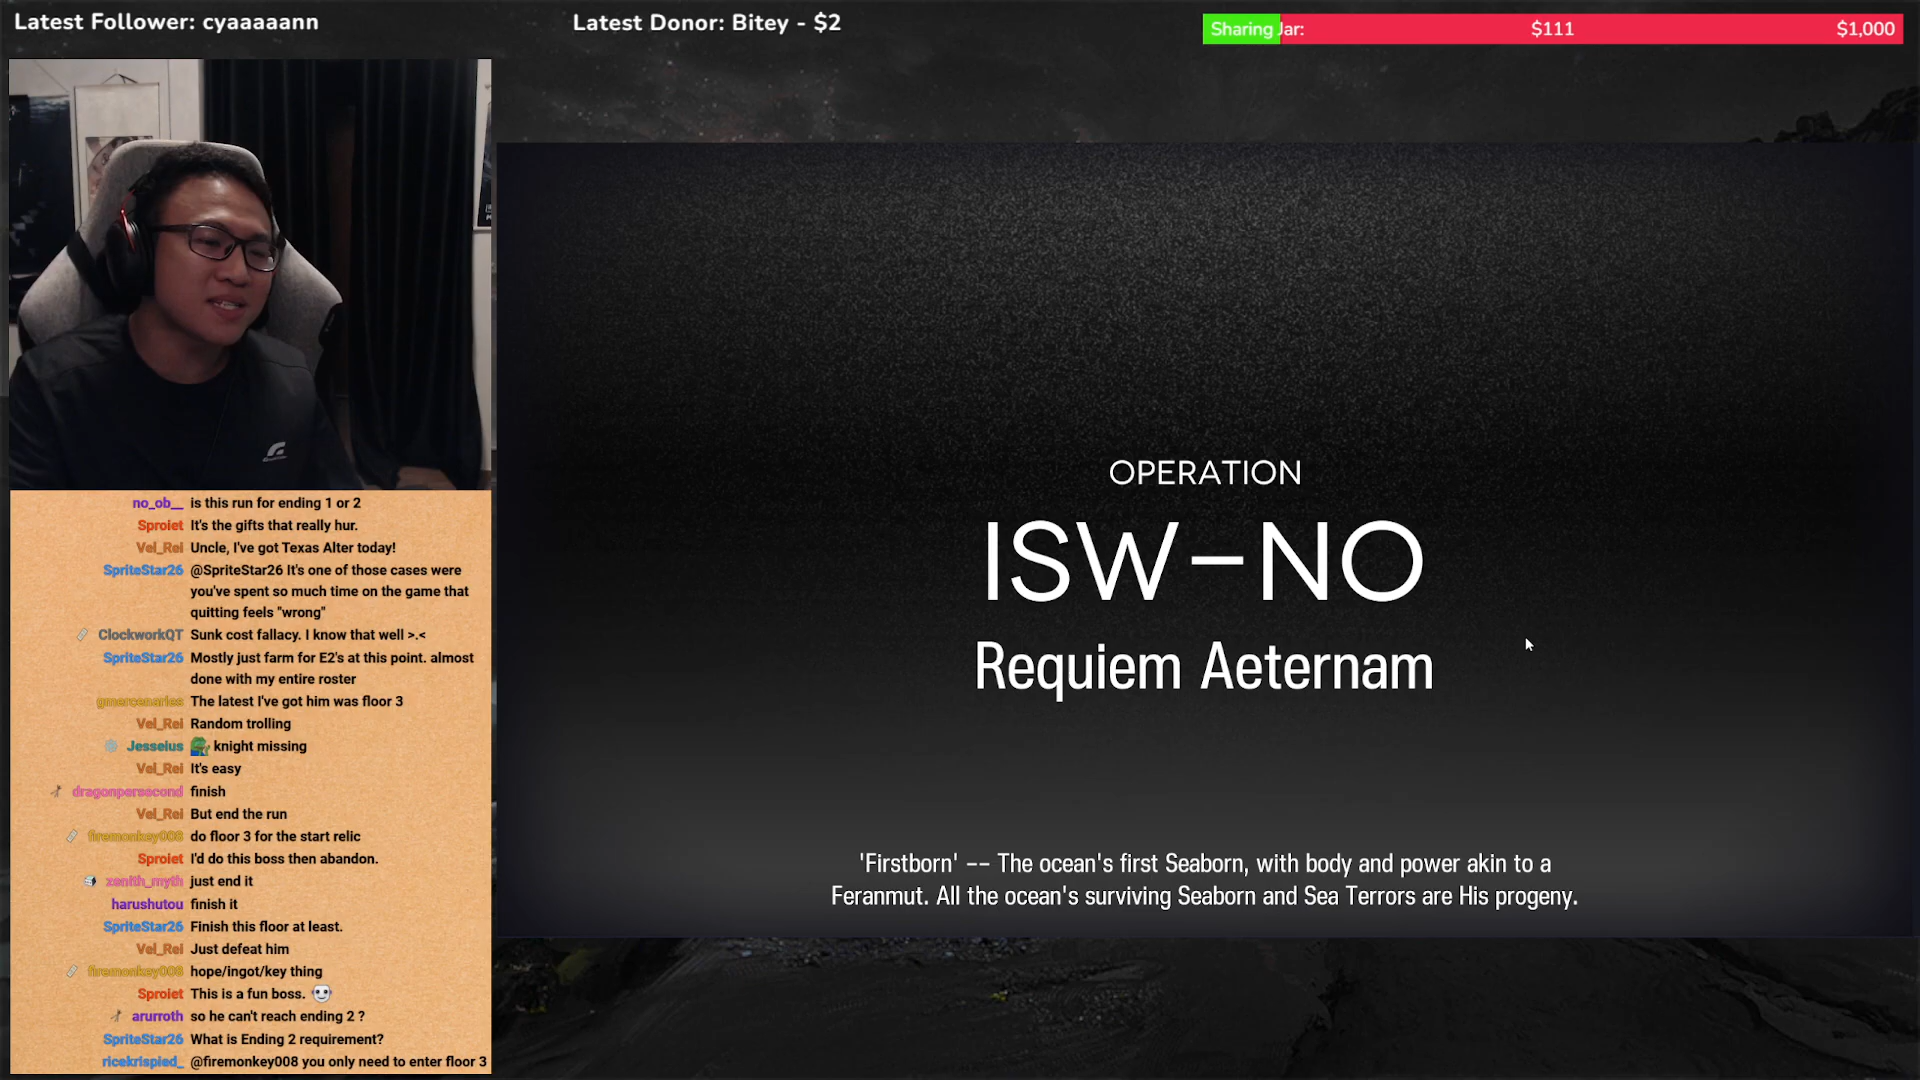 Latest Follower: cyaaaaann
Latest Donor: Bitey - $2
Sharing Jar: $111 $1,000
OPERATION
ISW-NO
Requiem Aeternam
'Firstborn' -- The ocean's first Seaborn, with body and power akin to a
Feranmut. All the ocean's surviving Seaborn and Sea Terrors are His progeny.
no_ob__ is this run for ending 1 or 2
Sproiet It's the gifts that really hur.
Vel_Rei Uncle, I've got Texas Alter today!
SpriteStar26 @SpriteStar26 It's one of those cases were
you've spent so much time on the game that
quitting feels "wrong"
ClockworkQT Sunk cost fallacy. I know that well >.<
SpriteStar26 Mostly just farm for E2's at this point. almost
done with my entire roster
gmercenaries The latest I've got him was floor 3
Vel_Rei Random trolling
Jesseius knight missing
Vel_Rei It's easy
dragonpersecond finish
Vel_Rei But end the run
firemonkey008 do floor 3 for the start relic
Sproiet I'd do this boss then abandon.
zenith_myth just end it
harushutou finish it
SpriteStar26 Finish this floor at least.
Vel_Rei Just defeat him
firemonkey008 hope/ingot/key thing
Sproiet This is a fun boss.
arurroth so he can't reach ending 2 ?
SpriteStar26 What is Ending 2 requirement?
ricekrispied_ @firemonkey008 you only need to enter floor 3